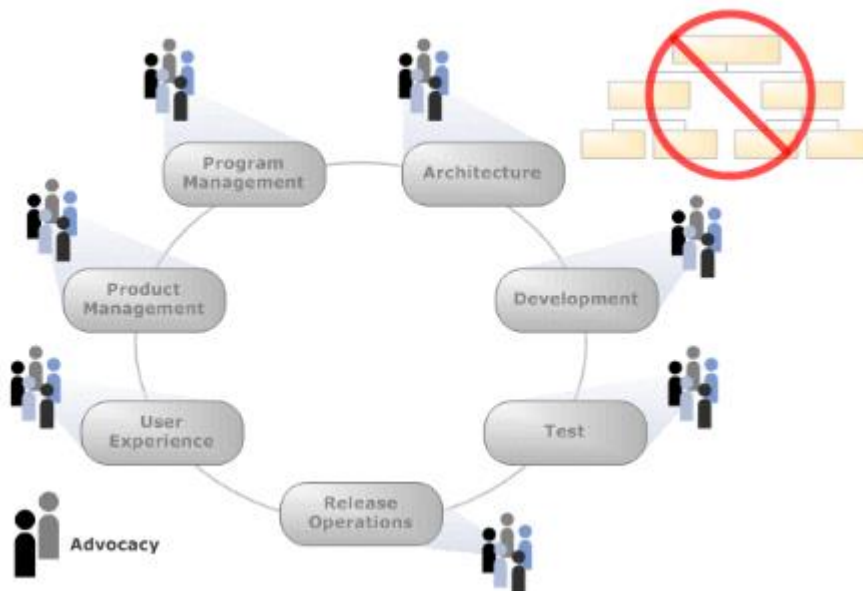 Program
Management
Architecture
Product
Management
Development
User
Experience
Test
Release
Operations
Advocacy